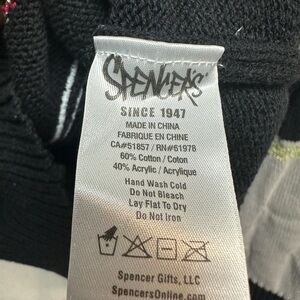 SPENCER'S
SINCE 1947
MADE IN CHINA
FABRIQUE EN CHINE
CA#51857 / RN#61978
60% Cotton / Coton
40% Acrylic / Acrylique
Hand Wash Cold
Do Not Bleach
Lay Flat To Dry
Do Not Iron
Spencer Gifts, LLC
SpencersOnline.com